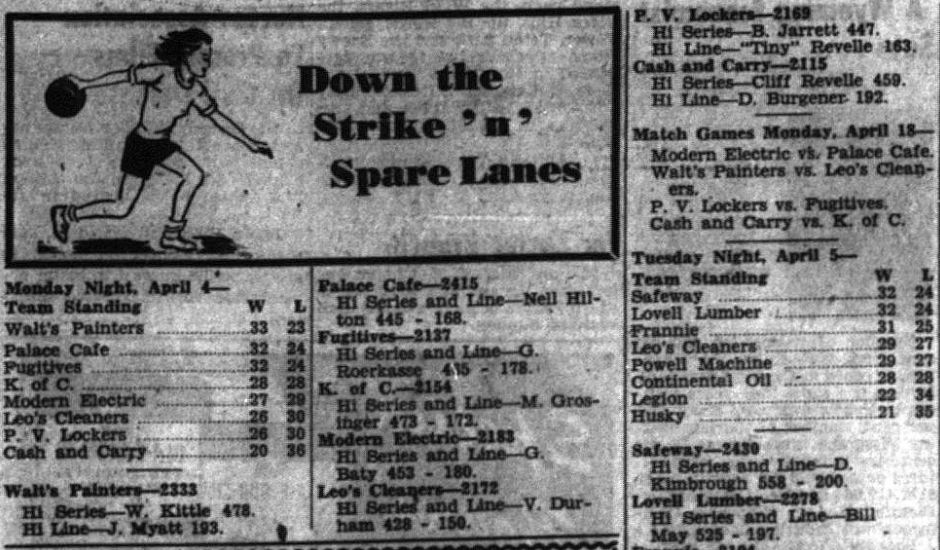 Down the
Strike 'n'
Spare Lanes
Monday Night, April 4—
Team Standing W L
Walt's Painters 33 23
Palace Cafe 32 24
Fugitives 32 24
K. of C. 28 28
Modern Electric 27 29
Leo's Cleaners 26 30
P. V. Lockers 26 30
Cash and Carry 20 36
Walt's Painters—2333
Hi Series—W. Kittle 478.
Hi Line—J. Myatt 193.
Palace Cafe—2415
Hi Series and Line—Nell Hil-
ton 445 - 168.
Fugitives—2137
Hi Series and Line—G.
Roerkasse - 178.
K. of C.—2154
Hi Series and Line—M. Gros-
inger 473 - 172.
Modern Electric—2183
Hi Series and Line—G.
Baty 453 - 180.
Leo's Cleaners—2172
Hi Series and Line—V. Dur-
ham 428 - 150.
P. V. Lockers—2169
Hi Series—B. Jarrett 447.
Hi Line—"Tiny" Revelle 163.
Cash and Carry—2115
Hi Series—Cliff Revelle 459.
Hi Line—D. Burgener 192.
Match Games Monday, April 18—
Modern Electric vs. Palace Cafe.
Walt's Painters vs. Leo's Clean-
ers.
P. V. Lockers vs. Fugitives.
Cash and Carry vs. K. of C.
Tuesday Night, April 5—
Team Standing W L
Safeway 32 24
Lovell Lumber 32 24
Frannie 31 25
Leo's Cleaners 29 27
Powell Machine 29 27
Continental Oil 28 28
Legion 22 34
Husky 21 35
Safeway—2430
Hi Series and Line—D.
Kimbrough 558 - 200.
Lovell Lumber—2278
Hi Series and Line—Bill
May 525 - 197.